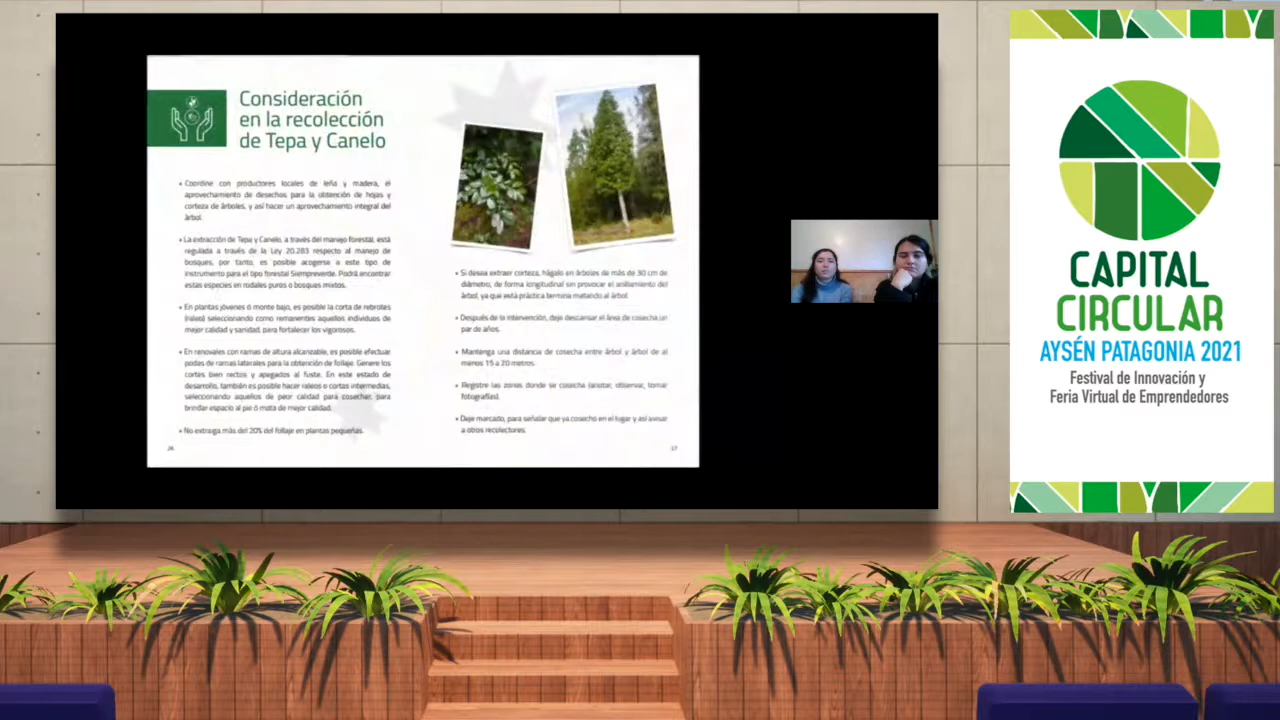 Consideración
en la recolección
de Tepa y Canelo
• Coordine con productores locales de leña y madera, el
aprovechamiento de desechos para la obtención de hojas y
corteza de árboles, y así hacer un aprovechamiento integral del
árbol.
• La extracción de Tepa y Canelo, a través del manejo forestal, está
regulada a través de la Ley 20.283 respecto al manejo de
bosques, por tanto, es posible acogerse a este tipo de
instrumento para el tipo forestal Siempreverde. Podrá encontrar
estas especies en rodales puros o bosques mixtos.
• En plantas jóvenes ó monte bajo, es posible la corta de rebrotes
(raleo) seleccionando como remanentes aquellos individuos de
mejor calidad y sanidad, para fortalecer los vigorosos.
• En renovales con ramas de altura alcanzable, es posible efectuar
podas de ramas laterales para la obtención de follaje. Genere los
cortes bien rectos y apegados al fuste. En este estado de
desarrollo, también es posible hacer raleos o cortas intermedias,
seleccionando aquellos de peor calidad para cosechar, para
brindar espacio al pie ó mata de mejor calidad.
• No extraiga más del 20% del follaje en plantas pequeñas.
26
• Si desea extraer corteza, hágalo en árboles de más de 30 cm de
diámetro, de forma longitudinal sin provocar el anillamiento del
árbol, ya que está práctica termina matando al árbol.
• Después de la intervención, deje descansar el área de cosecha un
par de años.
• Mantenga una distancia de cosecha entre árbol y árbol de al
menos 15 a 20 metros.
• Registre las zonas donde se cosecha (anotar, observar, tomar
fotografías).
• Deje marcado, para señalar que ya cosecho en el lugar y así avisar
a otros recolectores.
27
CAPITAL
CIRCULAR
AYSÉN PATAGONIA 2021
Festival de Innovación y
Feria Virtual de Emprendedores